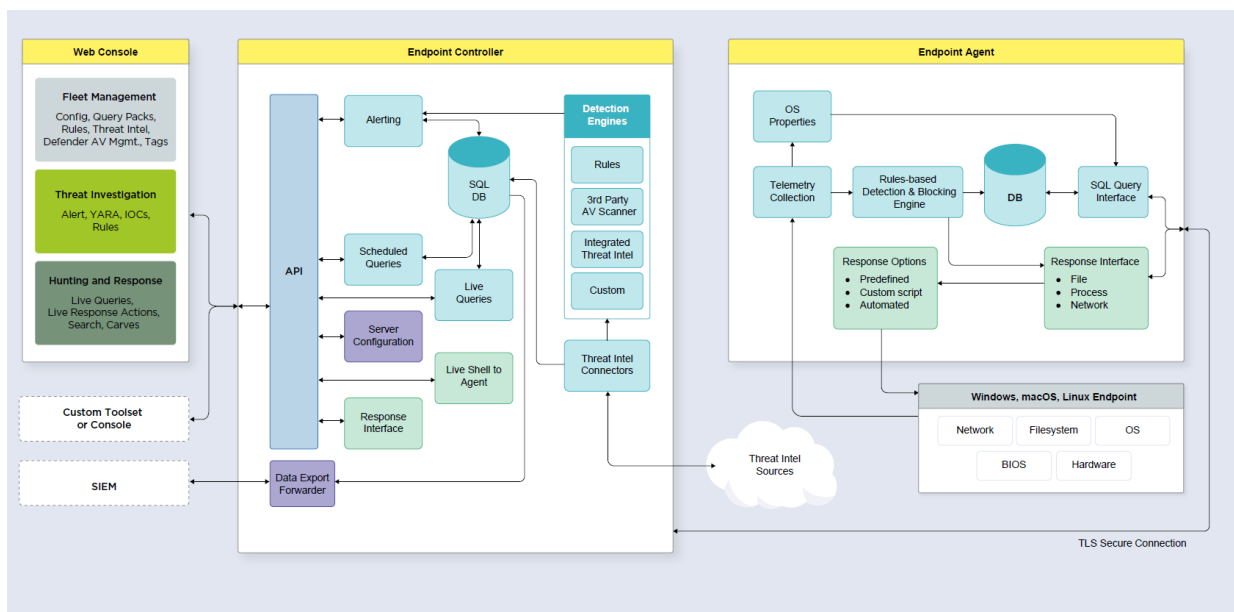 Web Console
Fleet Management
Config, Query Packs,
Rules, Threat Intel,
Defender AV Mgmt., Tags
Threat Investigation
Alert, YARA, IOCs,
Rules
Hunting and Response
Live Queries,
Live Response Actions,
Search, Carves
Custom Toolset
or Console
SIEM
Endpoint Controller
API
Alerting
SQL
DB
Scheduled
Queries
Live
Queries
Server
Configuration
Live Shell to
Agent
Response
Interface
Data Export
Forwarder
Detection
Engines
Rules
3rd Party
AV Scanner
Integrated
Threat Intel
Custom
Threat Intel
Connectors
Threat Intel
Sources
Endpoint Agent
OS
Properties
Telemetry
Collection
Rules-based
Detection & Blocking
Engine
DB
SQL Query
Interface
Response Options
• Predefined
• Custom script
• Automated
Response Interface
• File
• Process
• Network
Windows, macOS, Linux Endpoint
Network
Filesystem
OS
BIOS
Hardware
TLS Secure Connection